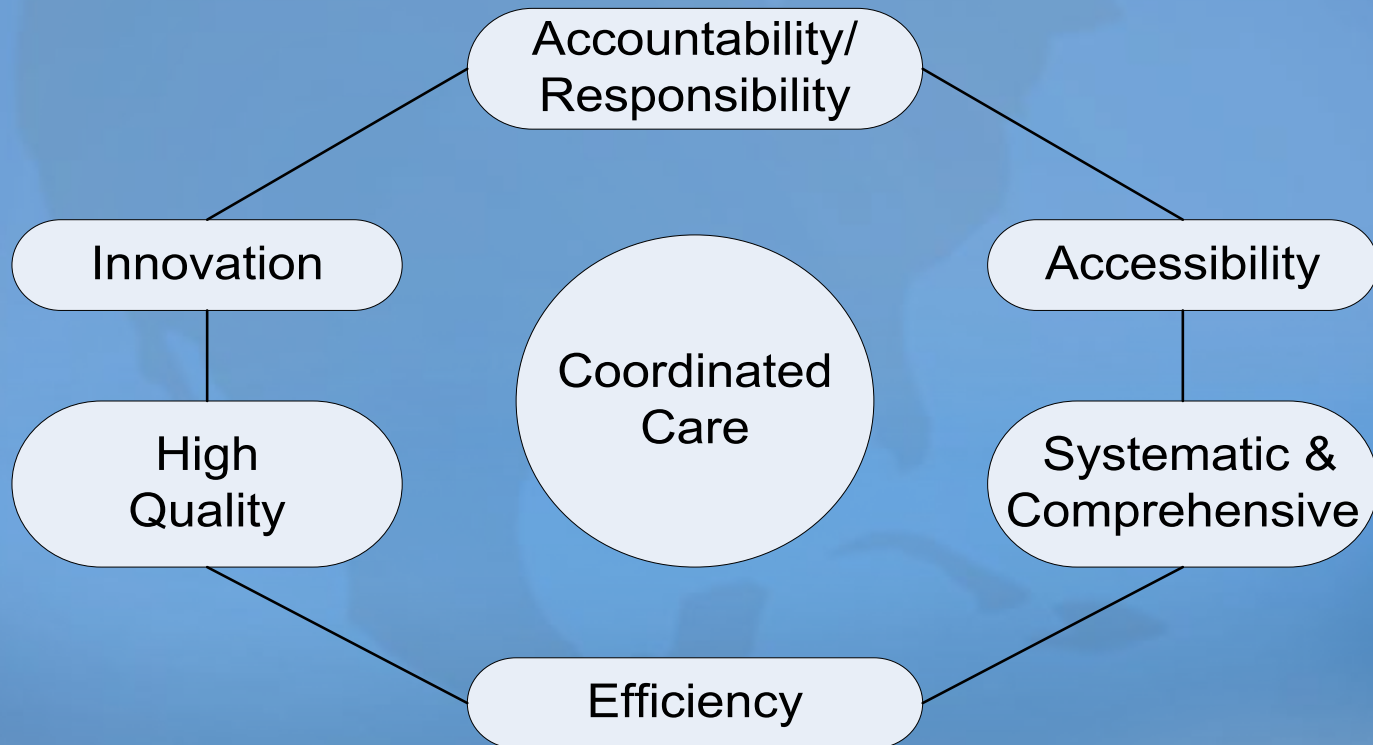 Accountability/
Responsibility
Innovation
Accessibility
Coordinated
Care
High
Quality
Systematic &
Comprehensive
Efficiency